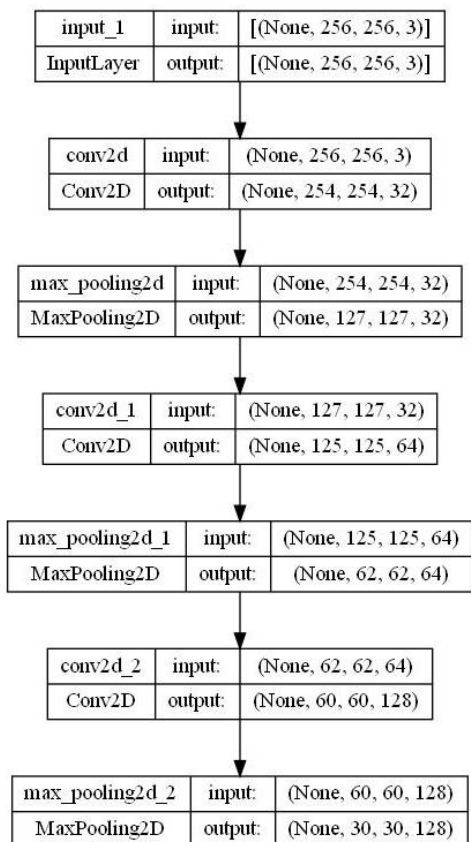 input_1 input: [(None, 256, 256, 3)]
InputLayer output: [(None, 256, 256, 3)]
conv2d input: (None, 256, 256, 3)
Conv2D output: (None, 254, 254, 32)
max_pooling2d input: (None, 254, 254, 32)
MaxPooling2D output: (None, 127, 127, 32)
conv2d_1 input: (None, 127, 127, 32)
Conv2D output: (None, 125, 125, 64)
max_pooling2d_1 input: (None, 125, 125, 64)
MaxPooling2D output: (None, 62, 62, 64)
conv2d_2 input: (None, 62, 62, 64)
Conv2D output: (None, 60, 60, 128)
max_pooling2d_2 input: (None, 60, 60, 128)
MaxPooling2D output: (None, 30, 30, 128)